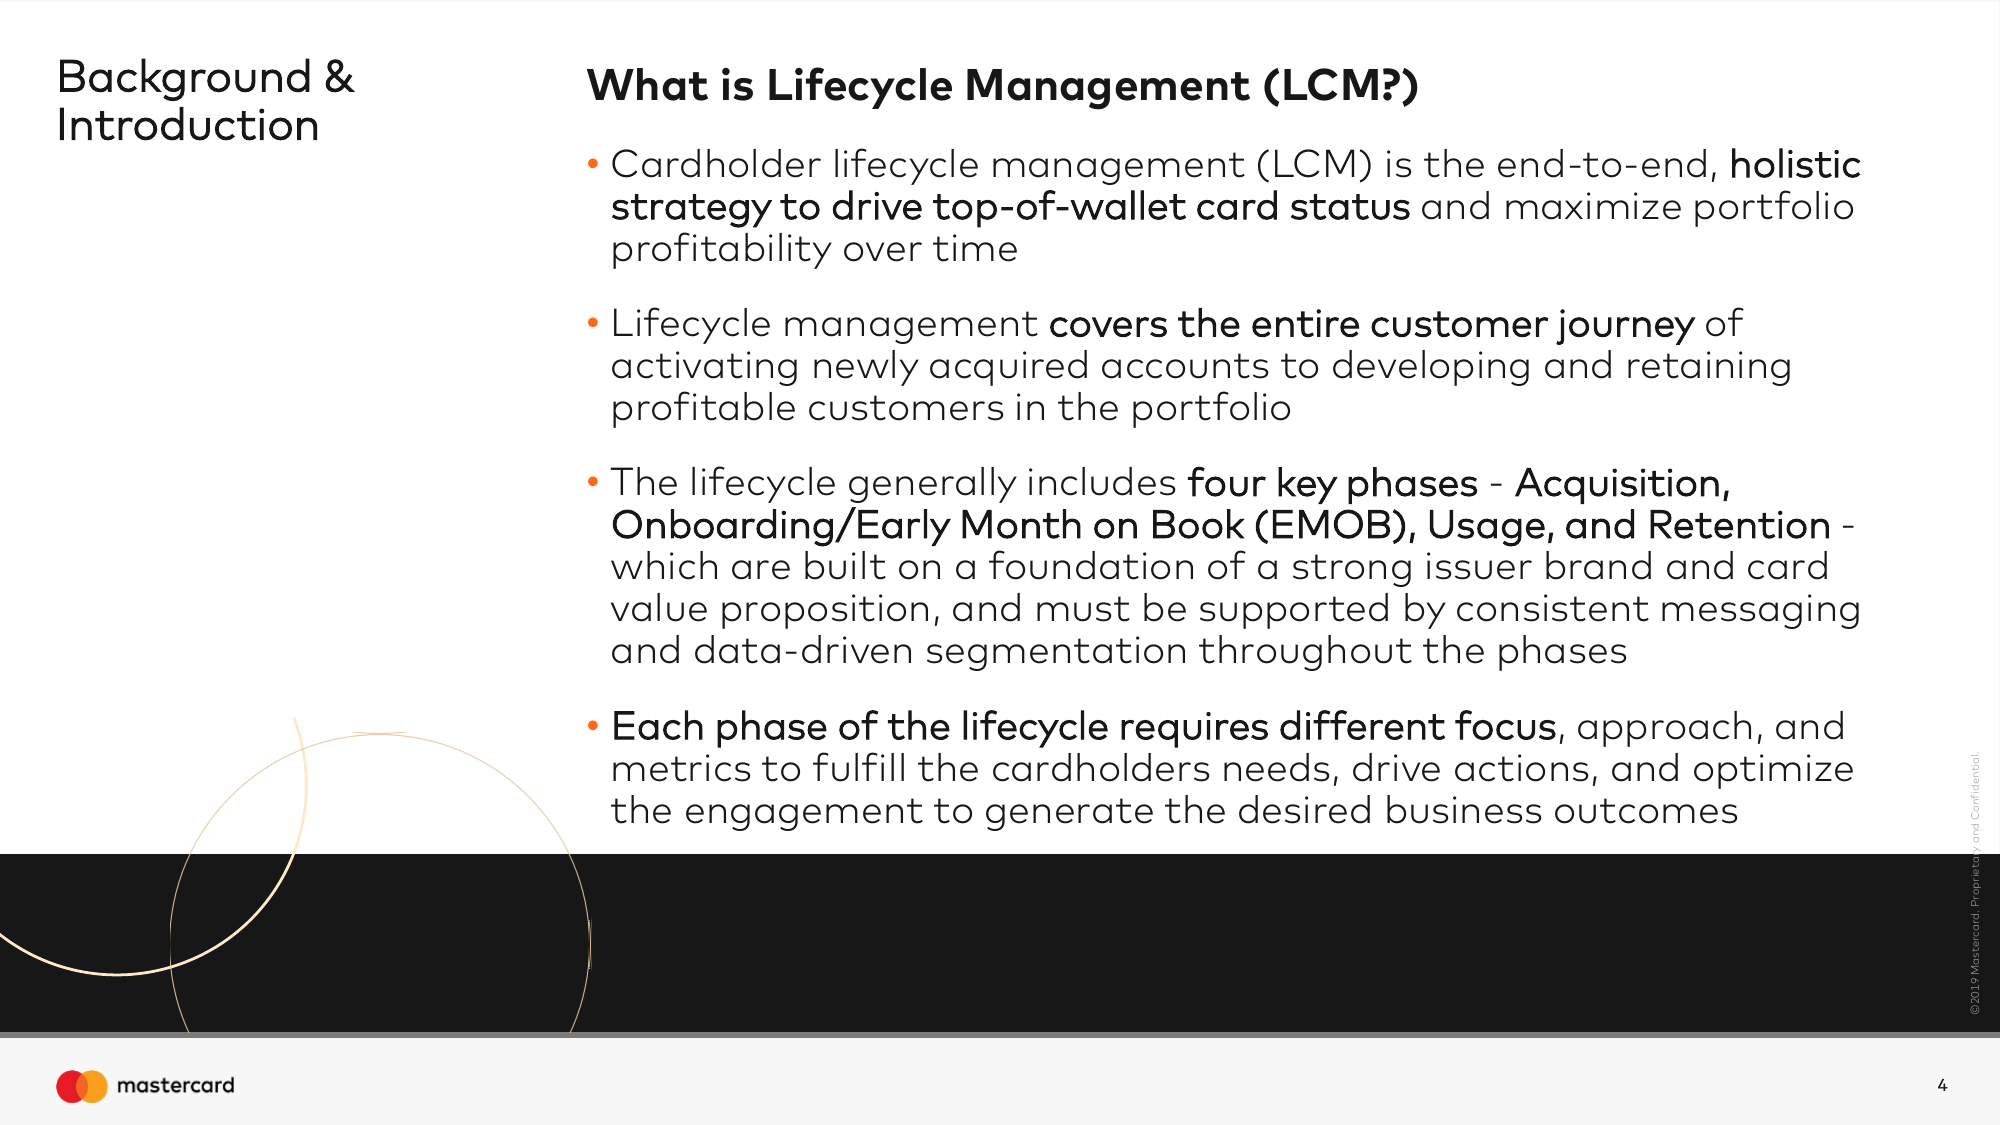 Background &
Introduction
What is Lifecycle Management (LCM?)
• Cardholder lifecycle management (LCM) is the end-to-end, holistic
strategy to drive top-of-wallet card status and maximize portfolio
profitability over time
• Lifecycle management covers the entire customer journey of
activating newly acquired accounts to developing and retaining
profitable customers in the portfolio
• The lifecycle generally includes four key phases - Acquisition,
Onboarding/Early Month on Book (EMOB), Usage, and Retention -
which are built on a foundation of a strong issuer brand and card
value proposition, and must be supported by consistent messaging
and data-driven segmentation throughout the phases
• Each phase of the lifecycle requires different focus, approach, and
metrics to fulfill the cardholders needs, drive actions, and optimize
the engagement to generate the desired business outcomes
©2019 Mastercard. Proprietary and Confidential.
mastercard
4